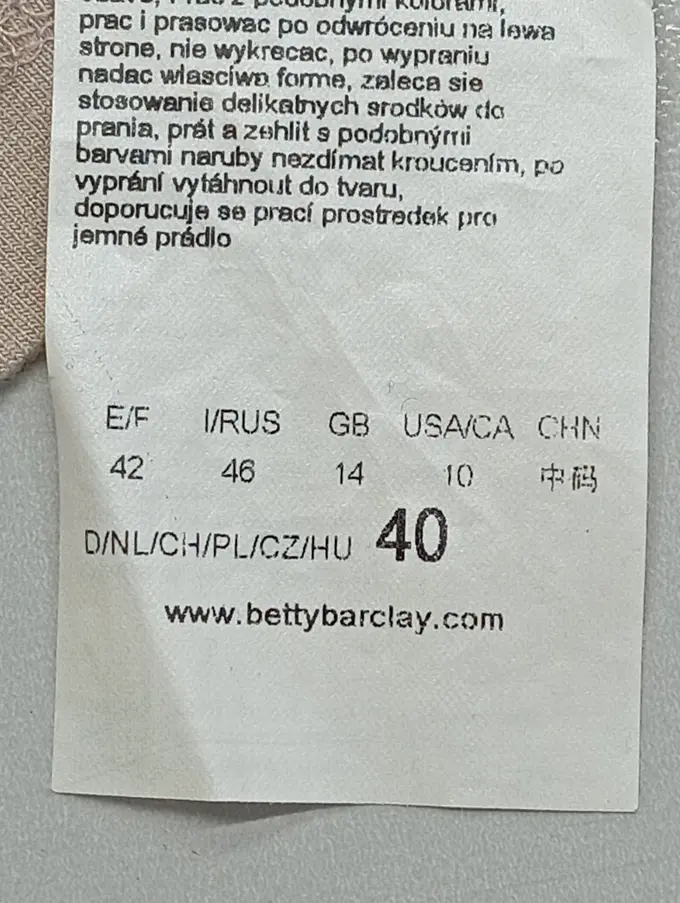 podobnymi kolorami,
prac i prasowac po odwróceniu na lewa
strone, nie wykrecac, po wypraniu
nadac wlasciwa forme, zaleca sie
stosowanie delikatnych srodków do
prania, prát a zehlit s podobnými
barvami naruby nezdímat kroucením, po
vyprání vytáhnout do tvaru,
doporucuje se prací prostredek pro
jemné prádlo
E/F I/RUS GB USA/CA CHN
42 46 14 10 中码
D/NL/CH/PL/CZ/HU 40
www.bettybarclay.com